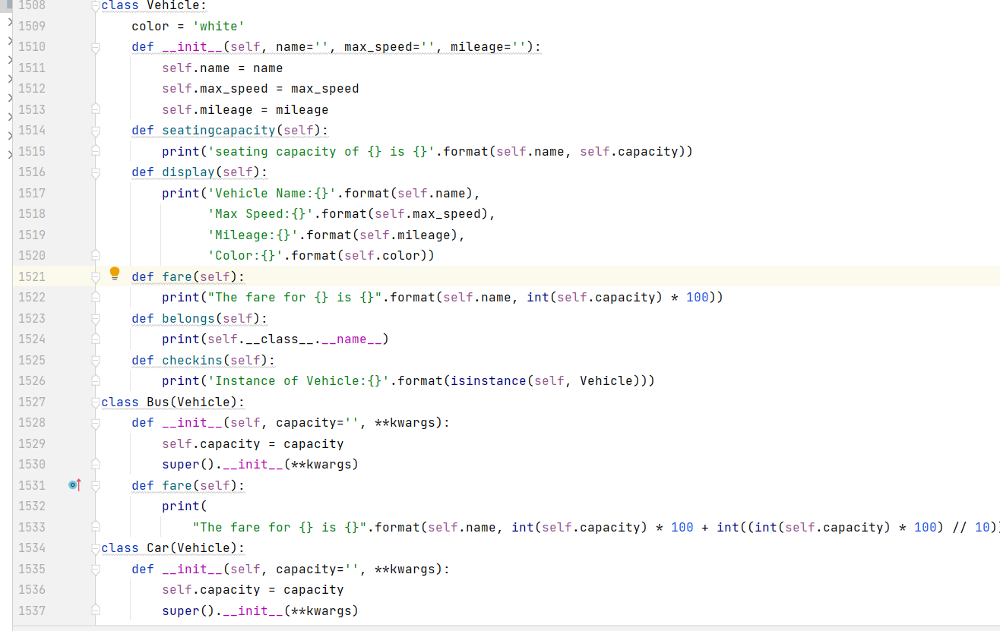 1508 class Vehicle:
1509     color = 'white'
1510     def __init__(self, name='', max_speed='', mileage=''):
1511         self.name = name
1512         self.max_speed = max_speed
1513         self.mileage = mileage
1514     def seatingcapacity(self):
1515         print('seating capacity of {} is {}'.format(self.name, self.capacity))
1516     def display(self):
1517         print('Vehicle Name:{}'.format(self.name),
1518               'Max Speed:{}'.format(self.max_speed),
1519               'Mileage:{}'.format(self.mileage),
1520               'Color:{}'.format(self.color))
1521     def fare(self):
1522         print("The fare for {} is {}".format(self.name, int(self.capacity) * 100))
1523     def belongs(self):
1524         print(self.__class__.__name__)
1525     def checkins(self):
1526         print('Instance of Vehicle:{}'.format(isinstance(self, Vehicle)))
1527 class Bus(Vehicle):
1528     def __init__(self, capacity='', **kwargs):
1529         self.capacity = capacity
1530         super().__init__(**kwargs)
1531     def fare(self):
1532         print(
1533             "The fare for {} is {}".format(self.name, int(self.capacity) * 100 + int((int(self.capacity) * 100) // 10))
1534 class Car(Vehicle):
1535     def __init__(self, capacity='', **kwargs):
1536         self.capacity = capacity
1537         super().__init__(**kwargs)